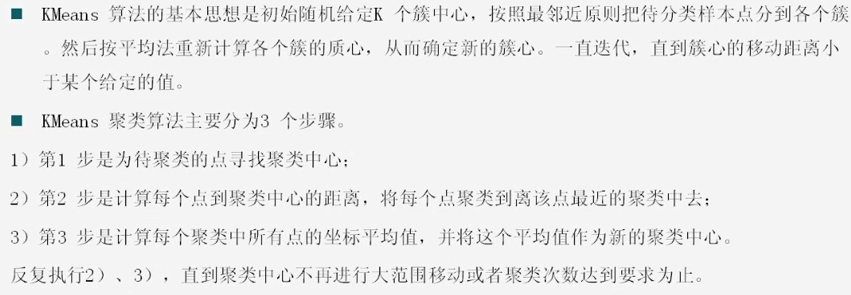 ■ KMeans 算法的基本思想是初始随机给定K 个簇中心，按照最邻近原则把待分类样本点分到各个簇
。然后按平均法重新计算各个簇的质心，从而确定新的簇心。一直迭代，直到簇心的移动距离小
于某个给定的值。
■ KMeans 聚类算法主要分为3 个步骤。
1）第1 步是为待聚类的点寻找聚类中心；
2）第2 步是计算每个点到聚类中心的距离，将每个点聚类到离该点最近的聚类中去；
3）第3 步是计算每个聚类中所有点的坐标平均值，并将这个平均值作为新的聚类中心。
反复执行2）、3），直到聚类中心不再进行大范围移动或者聚类次数达到要求为止。